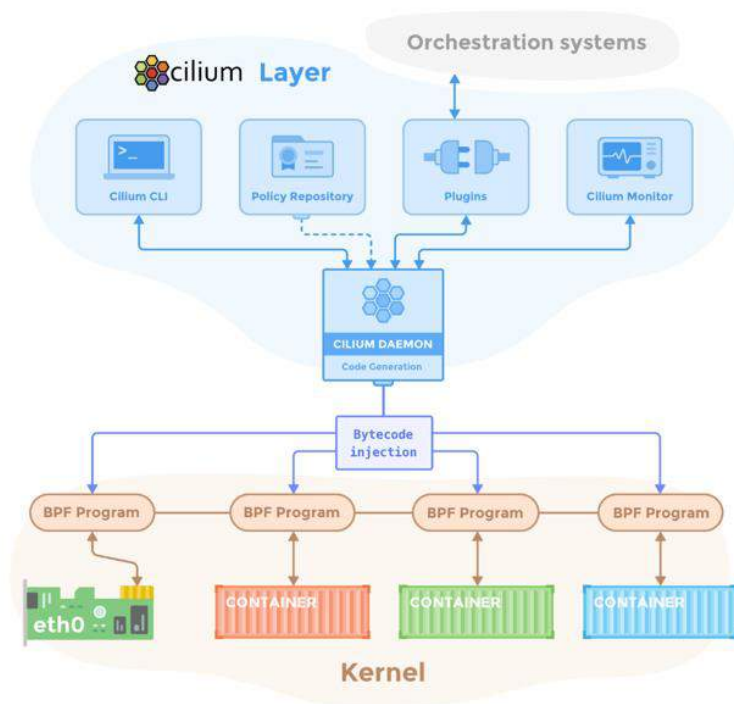 Orchestration systems
cilium Layer
>_
Cilium CLI
Policy Repository
Plugins
Cilium Monitor
CILIUM DAEMON
Code Generation
Bytecode
injection
BPF Program
BPF Program
BPF Program
BPF Program
eth0
CONTAINER
CONTAINER
CONTAINER
Kernel